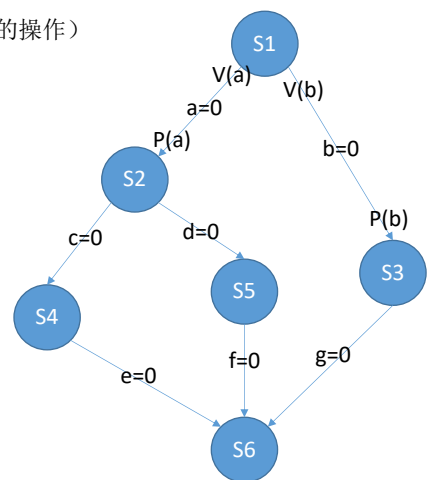 的操作）
S1
V(a)
V(b)
a=0
P(a)
b=0
S2
P(b)
c=0
d=0
S3
S5
S4
f=0
g=0
e=0
S6